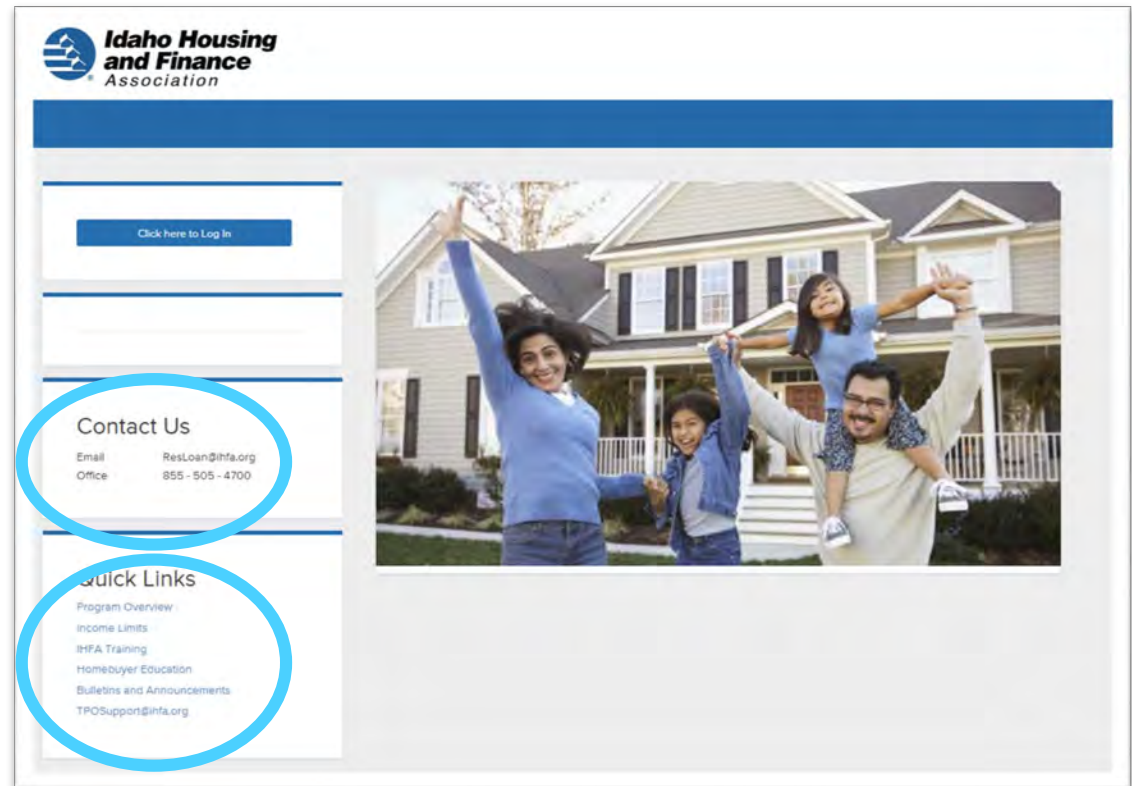 Idaho Housing
and Finance
Association
Click here to Log In
Contact Us
Email ResLoan@ihfa.org
Office 855 - 505 - 4700
Quick Links
Program Overview
Income Limits
IHFA Training
Homebuyer Education
Bulletins and Announcements
TPOSupport@ihfa.org